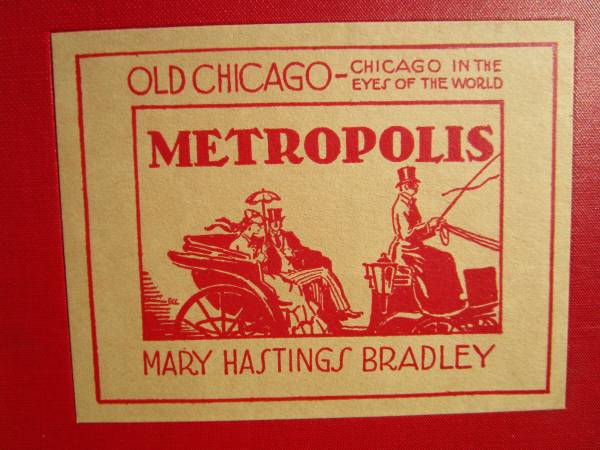 OLD CHICAGO - CHICAGO IN THE
EYES OF THE WORLD
METROPOLIS
MARY HASTINGS BRADLEY